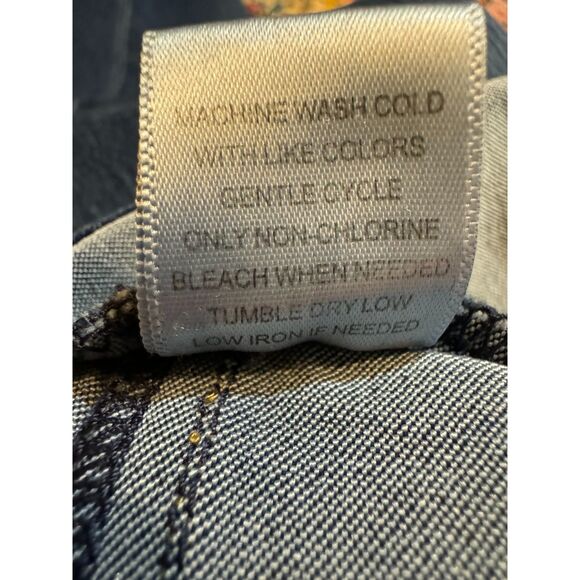 MACHINE WASH COLD
WITH LIKE COLORS
GENTLE CYCLE
ONLY NON-CHLORINE
BLEACH WHEN NEEDED
TUMBLE DRY LOW
LOW IRON IF NEEDED